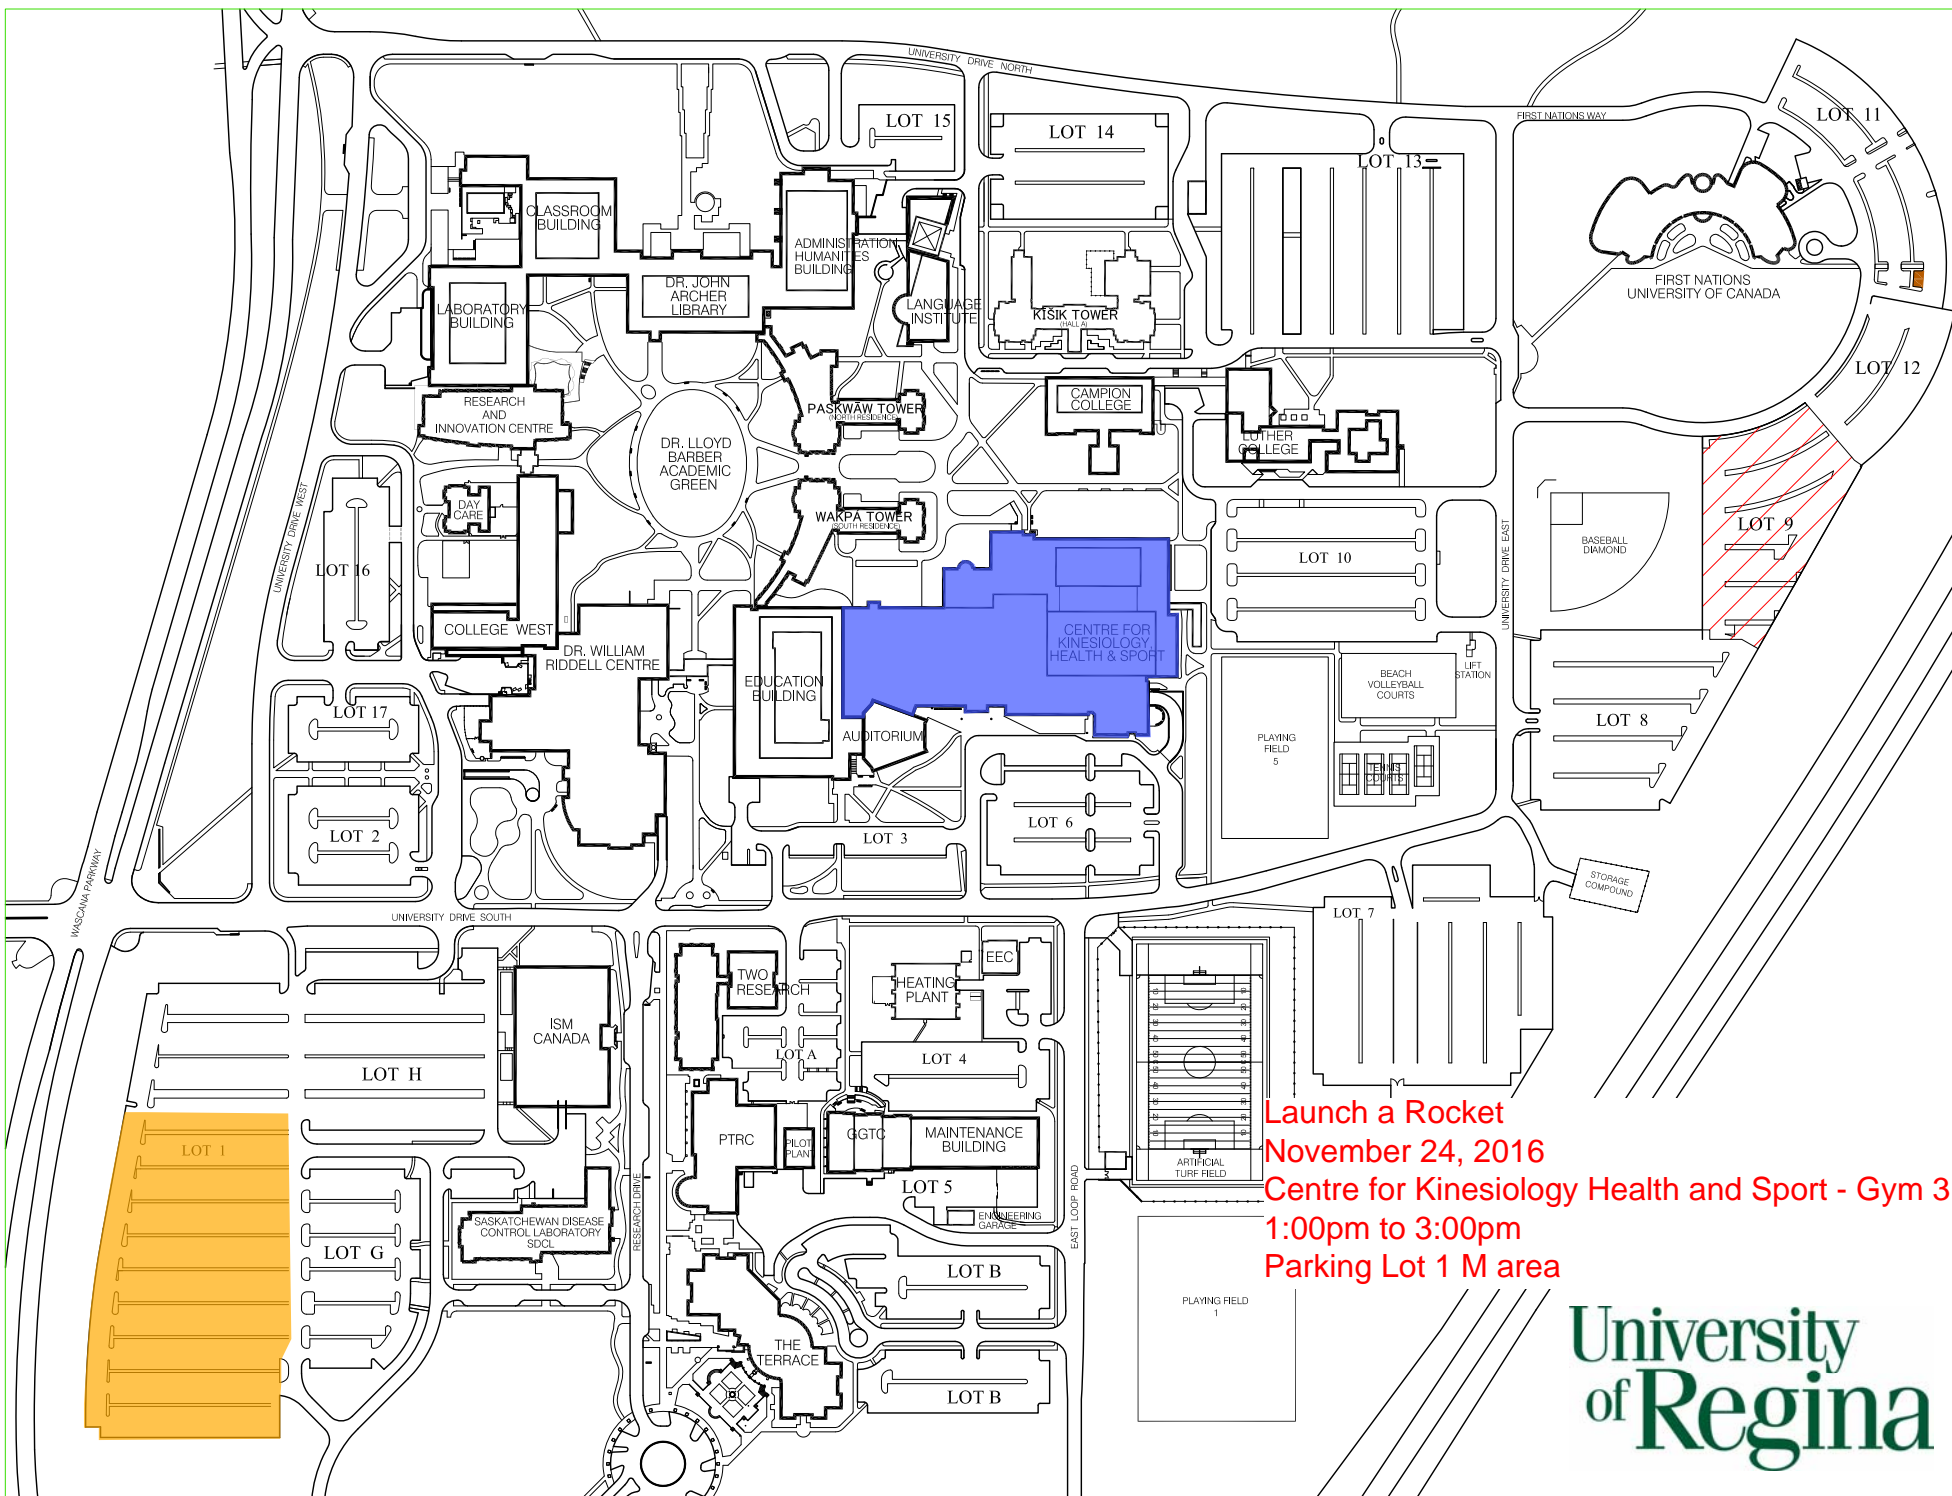 UNIVERSITY DRIVE NORTH
FIRST NATIONS WAY
LOT 11
LOT 15
LOT 14
LOT 13
CLASSROOM
BUILDING
ADMINISTRATION
HUMANITIES
BUILDING
DR. JOHN
ARCHER
LIBRARY
LABORATORY
BUILDING
LANGUAGE
INSTITUTE
KĪŠIK TOWER
(HALL A)
FIRST NATIONS
UNIVERSITY OF CANADA
LOT 12
RESEARCH
AND
INNOVATION CENTRE
PASKWĀW TOWER
(NORTH RESIDENCE)
CAMPION
COLLEGE
LUTHER
COLLEGE
DR. LLOYD
BARBER
ACADEMIC
GREEN
DAY
CARE
WAKPÁ TOWER
(SOUTH RESIDENCE)
UNIVERSITY DRIVE WEST
LOT 16
LOT 10
UNIVERSITY DRIVE EAST
BASEBALL
DIAMOND
LOT 9
COLLEGE WEST
DR. WILLIAM
RIDDELL CENTRE
EDUCATION
BUILDING
CENTRE FOR
KINESIOLOGY,
HEALTH & SPORT
AUDITORIUM
BEACH
VOLLEYBALL
COURTS
LIFT
STATION
LOT 17
LOT 8
PLAYING
FIELD
5
TENNIS
COURTS
LOT 2
LOT 3
LOT 6
WASCANA PARKWAY
STORAGE
COMPOUND
UNIVERSITY DRIVE SOUTH
LOT 7
TWO
RESEARCH
HEATING
PLANT
EEC
ISM
CANADA
LOT H
LOT A
LOT 4
LOT 1
PTRC
PILOT
PLANT
GGTC
MAINTENANCE
BUILDING
ARTIFICIAL
TURF FIELD
LOT 5
ENGINEERING
GARAGE
EAST LOOP ROAD
RESEARCH DRIVE
SASKATCHEWAN DISEASE
CONTROL LABORATORY
SDCL
LOT G
LOT B
THE
TERRACE
LOT B
PLAYING FIELD
1
Launch a Rocket
November 24, 2016
Centre for Kinesiology Health and Sport - Gym 3
1:00pm to 3:00pm
Parking Lot 1 M area
University
of Regina